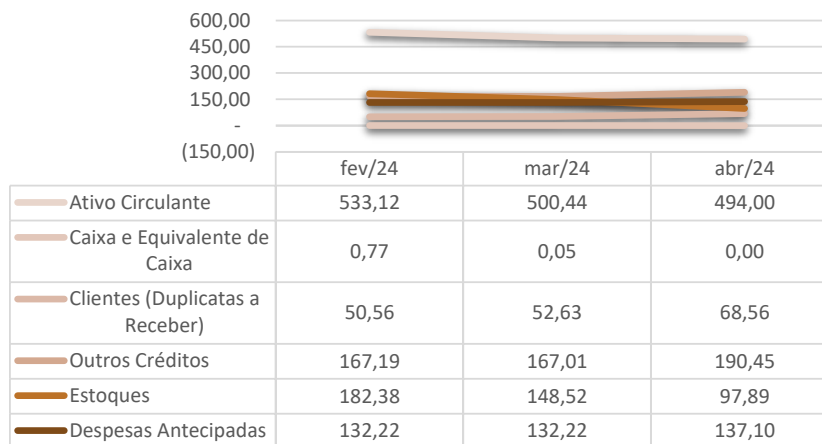 600,00
450,00
300,00
150,00
-
(150,00)
fev/24 mar/24 abr/24
Ativo Circulante 533,12 500,44 494,00
Caixa e Equivalente de
Caixa 0,77 0,05 0,00
Clientes (Duplicatas a
Receber) 50,56 52,63 68,56
Outros Créditos 167,19 167,01 190,45
Estoques 182,38 148,52 97,89
Despesas Antecipadas 132,22 132,22 137,10